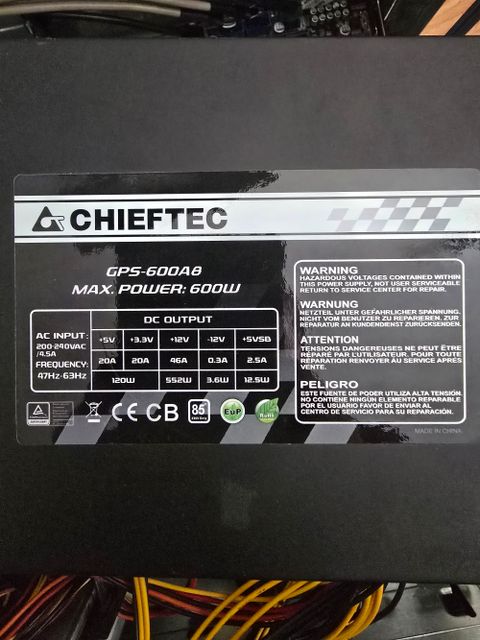 CHIEFTEC
GPS-600A8
MAX. POWER: 600W
AC INPUT:
200-240VAC
/4.5A
FREQUENCY:
47Hz-63Hz
DC OUTPUT
+5V +3.3V +12V -12V +5VSB
20A 20A 46A 0.3A 2.5A
120W 552W 3.6W 12.5W
CE CB 85 EuP RoHS
WARNING
HAZARDOUS VOLTAGES CONTAINED WITHIN
THIS POWER SUPPLY, NOT USER SERVICEABLE
RETURN TO SERVICE CENTER FOR REPAIR.
WARNUNG
NETZTEIL UNTER GEFÄHRLICHER SPANNUNG.
NICHT VOM BENUTZER ZU REPARIEREN. ZUR
REPARATUR AN KUNDENDIENST ZURÜCKSENDEN.
ATTENTION
TENSIONS DANGEREUSES NE PEUT ÊTRE
RÉPARÉ PAR L'UTILISATEUR. POUR TOUTE
RÉPARATION RENVOYER AU SERVICE APRÉS
VENTE.
PELIGRO
ESTE FUENTE DE PODER UTILIZA ALTA TENSIÓN
NO CONTIENE NINGÚN ELEMENTO REPARABLE
POR EL USUARIO FAVOR DE ENVIAR AL
CENTRO DE SERVICIO PARA SU REPARACIÓN.
MADE IN CHINA